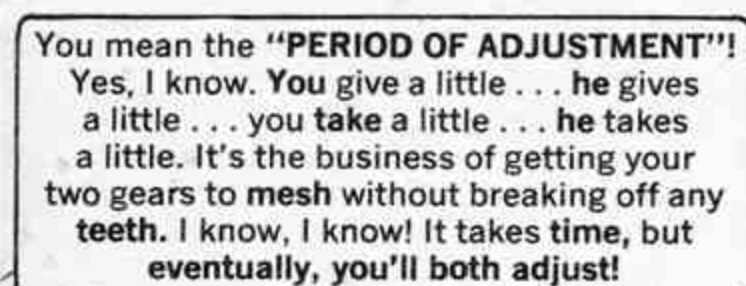 You mean the "PERIOD OF ADJUSTMENT"!
Yes, I know. You give a little . . . he gives
a little . . . you take a little . . . he takes
a little. It's the business of getting your
two gears to mesh without breaking off any
teeth. I know, I know! It takes time, but
eventually, you'll both adjust!